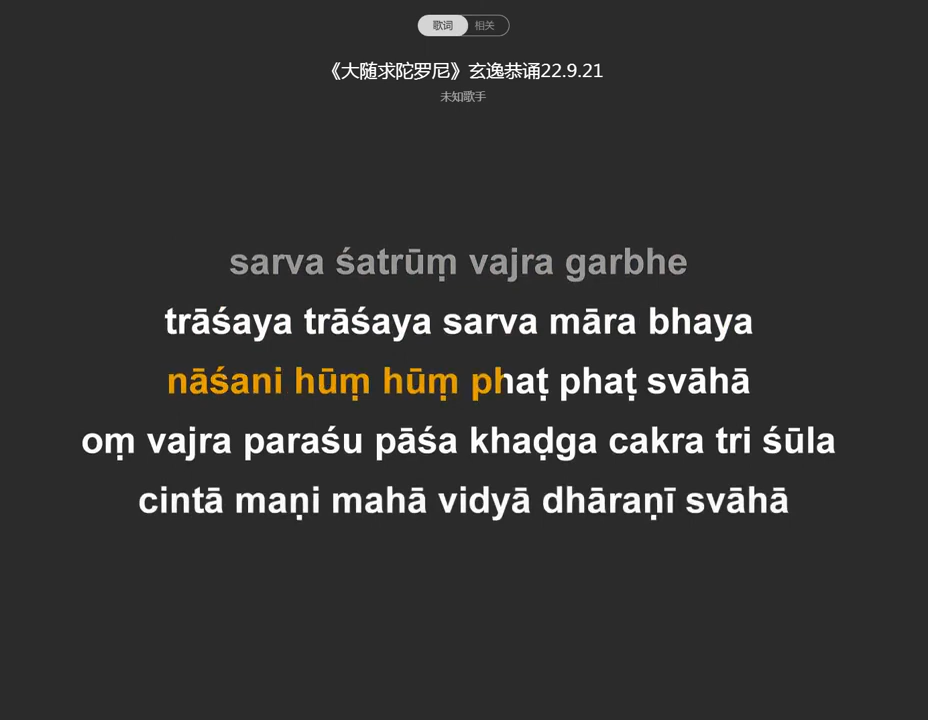 歌词 相关
《大随求陀罗尼》玄逸恭诵22.9.21
未知歌手
sarva śatrūṃ vajra garbhe
trāśaya trāśaya sarva māra bhaya
nāśani hūṃ hūṃ phaṭ phaṭ svāhā
oṃ vajra paraśu pāśa khaḍga cakra tri śūla
cintā maṇi mahā vidyā dhāraṇī svāhā